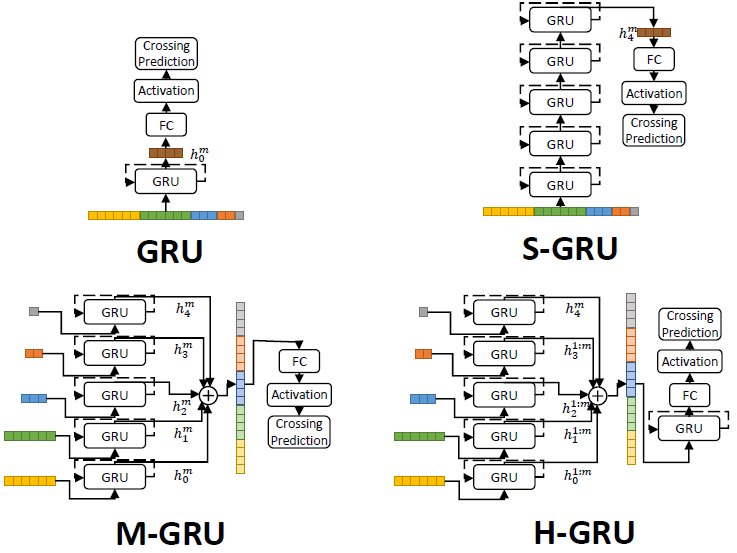 Crossing
Prediction
Activation
FC
h_0^m
GRU
GRU
GRU
GRU
GRU
GRU
GRU
h_4^m
FC
Activation
Crossing
Prediction
S-GRU
GRU
h_4^m
GRU
h_3^m
GRU
h_2^m
GRU
h_1^m
GRU
h_0^m
FC
Activation
Crossing
Prediction
M-GRU
GRU
h_4^m
GRU
h_3^{1:m}
GRU
h_2^{1:m}
GRU
h_1^{1:m}
GRU
h_0^{1:m}
Crossing
Prediction
Activation
FC
GRU
H-GRU